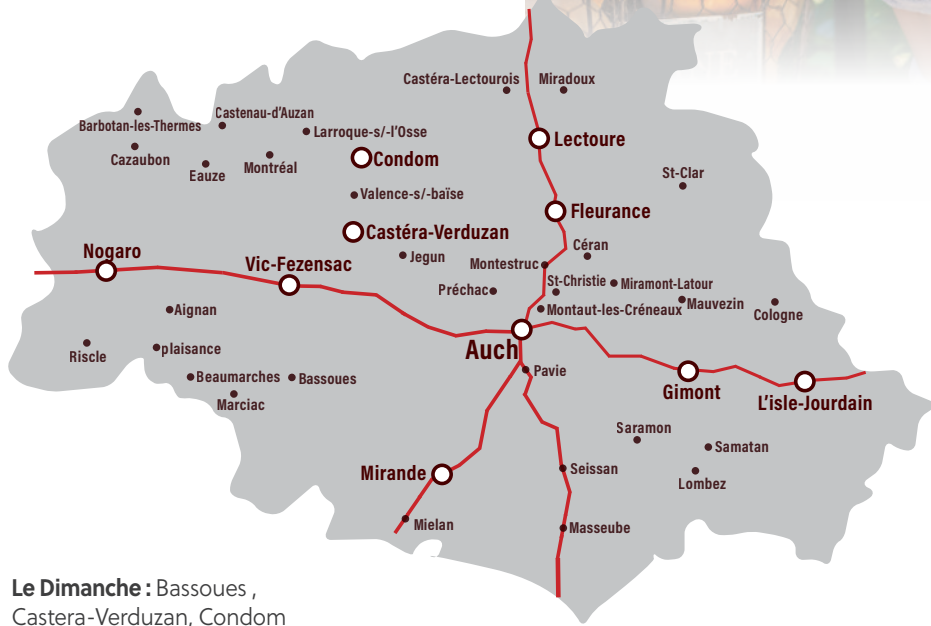 Castéra-Lectourois
Miradoux
Barbotan-les-Thermes
Castenau-d'Auzan
Larroque-s/-l'Osse
Lectoure
Cazaubon
Eauze
Montréal
Condom
St-Clar
Valence-s/-baïse
Fleurance
Castéra-Verduzan
Nogaro
Vic-Fezensac
Jegun
Céran
Montestruc
St-Christie
Miramont-Latour
Préchac
Mauvezin
Aignan
Montaut-les-Créneaux
Cologne
Auch
Riscle
plaisance
Pavie
Beaumarches
Bassoues
Marciac
Gimont
L'isle-Jourdain
Saramon
Samatan
Mirande
Seissan
Lombez
Mielan
Masseube
Le Dimanche : Bassoues ,
Castera-Verduzan, Condom